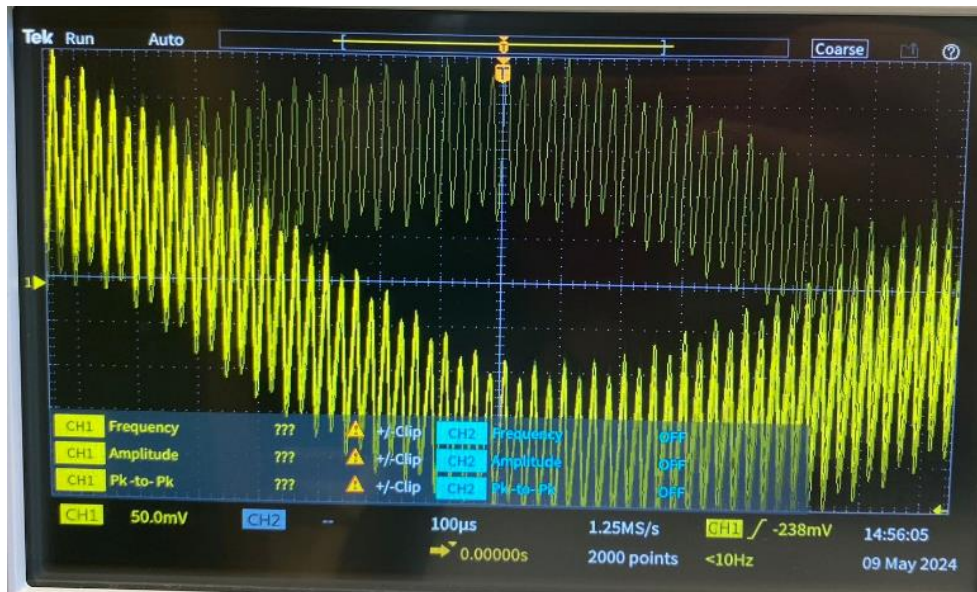 Tek Run Auto T Coarse ?
T
1
CH1 Frequency ??? +/-Clip CH2 Frequency OFF
CH1 Amplitude ??? +/-Clip CH2 Amplitude OFF
CH1 Pk-to-Pk ??? +/-Clip CH2 Pk-to-Pk OFF
CH1 50.0mV CH2 -- 100µs 1.25MS/s CH1 -238mV 14:56:05
0.00000s 2000 points <10Hz 09 May 2024